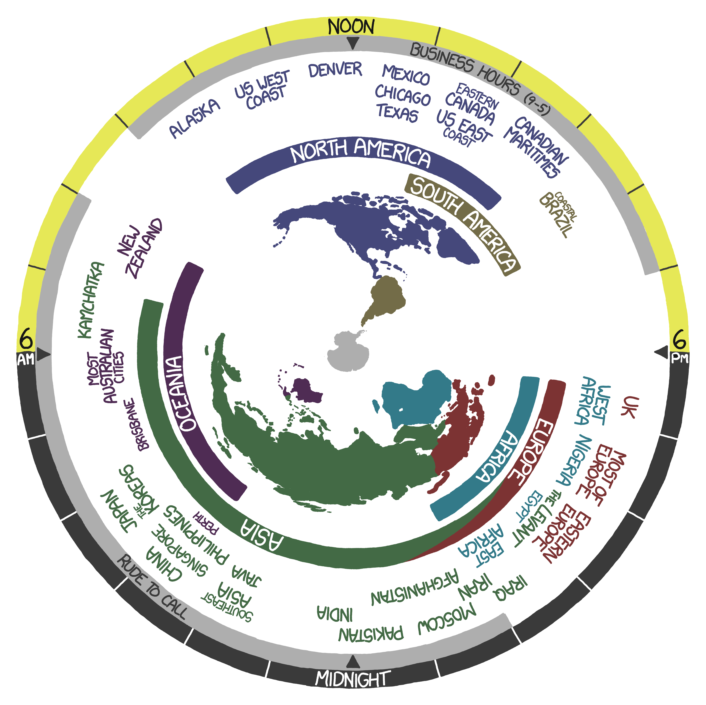 NOON
BUSINESS HOURS (9-5)
ALASKA
US WEST
COAST
DENVER
MEXICO
CHICAGO
TEXAS
EASTERN
CANADA
US EAST
COAST
CANADIAN
MARITIMES
COASTAL
BRAZIL
NORTH AMERICA
SOUTH AMERICA
NEW
ZEALAND
KAMCHATKA
MOST
AUSTRALIAN
CITIES
BRISBANE
OCEANIA
6
AM
6
PM
UK
WEST
AFRICA
NIGERIA
MOST OF
EUROPE
EASTERN
EUROPE
EGYPT
THE LEVANT
EAST
AFRICA
EUROPE
AFRICA
ASIA
IRAQ
IRAN
MOSCOW
AFGHANISTAN
PAKISTAN
INDIA
SOUTHEAST
ASIA
JAVA
CHINA
SINGAPORE
PHILIPPINES
PERTH
THE
KOREAS
JAPAN
RUDE TO CALL
MIDNIGHT